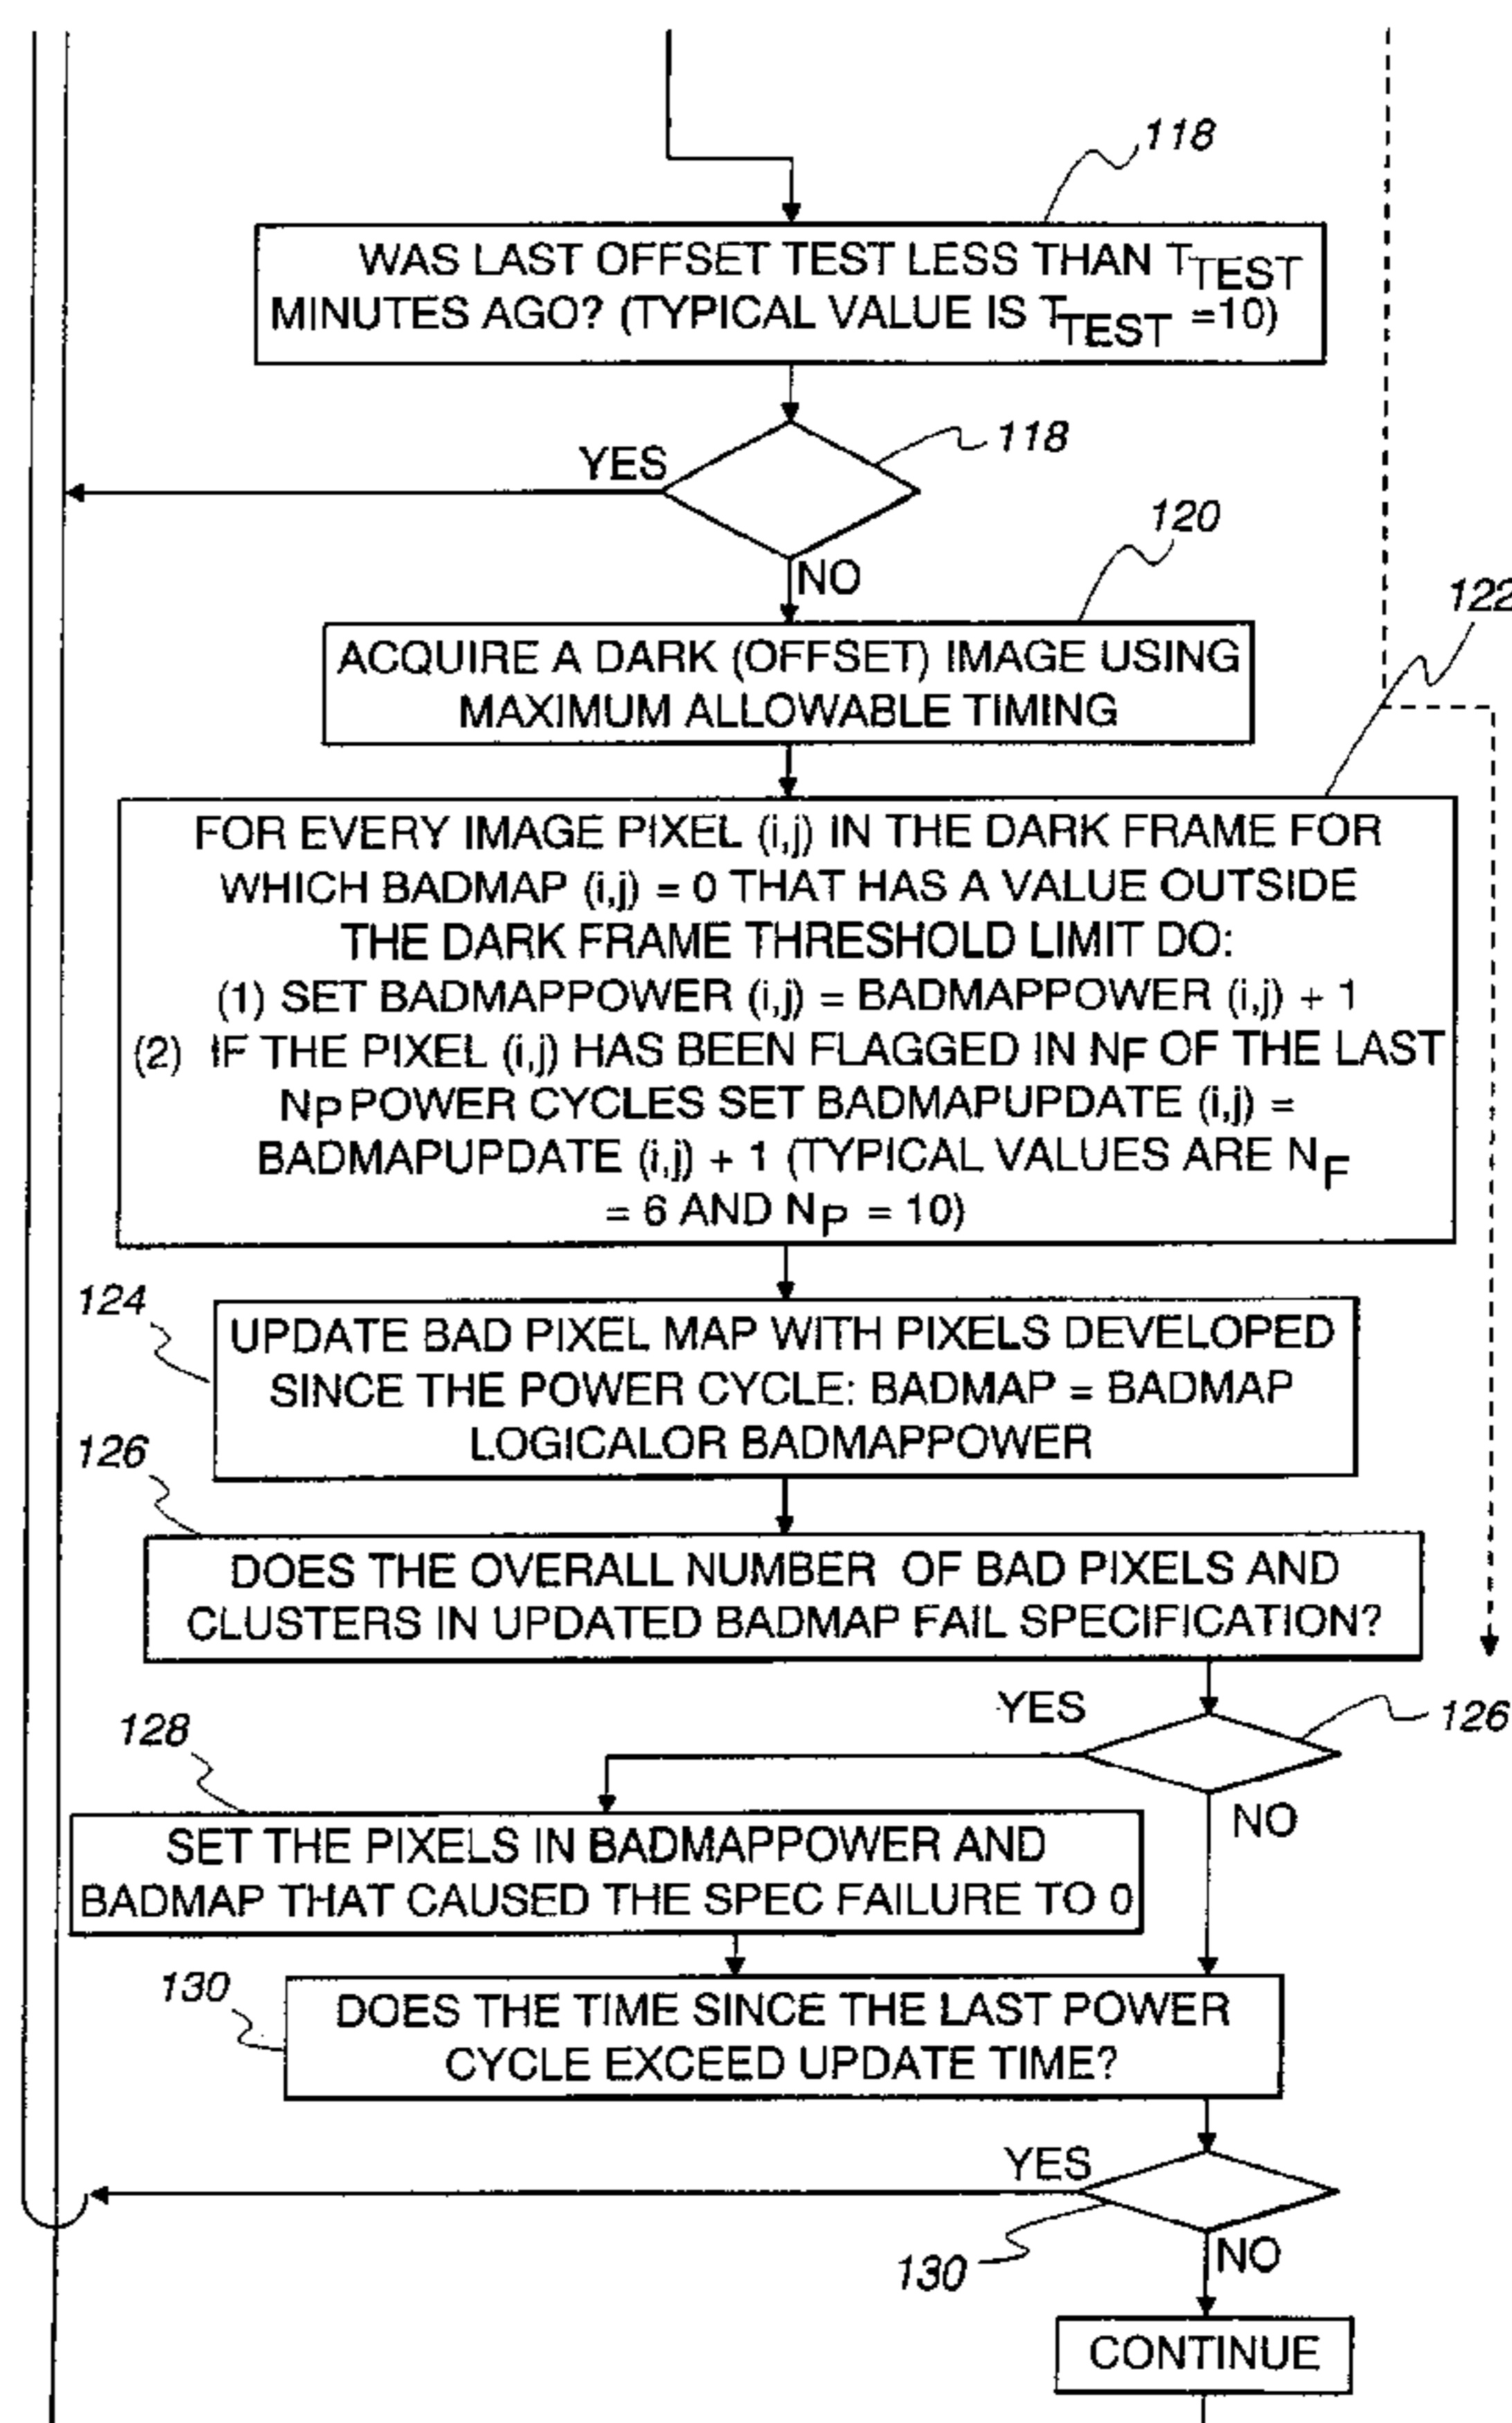 118
WAS LAST OFFSET TEST LESS THAN TTEST
MINUTES AGO? (TYPICAL VALUE IS TTEST =10)
118
YES
NO
120
122
ACQUIRE A DARK (OFFSET) IMAGE USING
MAXIMUM ALLOWABLE TIMING
FOR EVERY IMAGE PIXEL (i,j) IN THE DARK FRAME FOR
WHICH BADMAP (i,j) = 0 THAT HAS A VALUE OUTSIDE
THE DARK FRAME THRESHOLD LIMIT DO:
(1) SET BADMAPPOWER (i,j) = BADMAPPOWER (i,j) + 1
(2) IF THE PIXEL (i,j) HAS BEEN FLAGGED IN NF OF THE LAST
NP POWER CYCLES SET BADMAPUPDATE (i,j) =
BADMAPUPDATE (i,j) + 1 (TYPICAL VALUES ARE NF
= 6 AND NP = 10)
124
UPDATE BAD PIXEL MAP WITH PIXELS DEVELOPED
SINCE THE POWER CYCLE: BADMAP = BADMAP
LOGICALOR BADMAPPOWER
126
DOES THE OVERALL NUMBER OF BAD PIXELS AND
CLUSTERS IN UPDATED BADMAP FAIL SPECIFICATION?
YES
126
NO
128
SET THE PIXELS IN BADMAPPOWER AND
BADMAP THAT CAUSED THE SPEC FAILURE TO 0
130
DOES THE TIME SINCE THE LAST POWER
CYCLE EXCEED UPDATE TIME?
YES
130
NO
CONTINUE